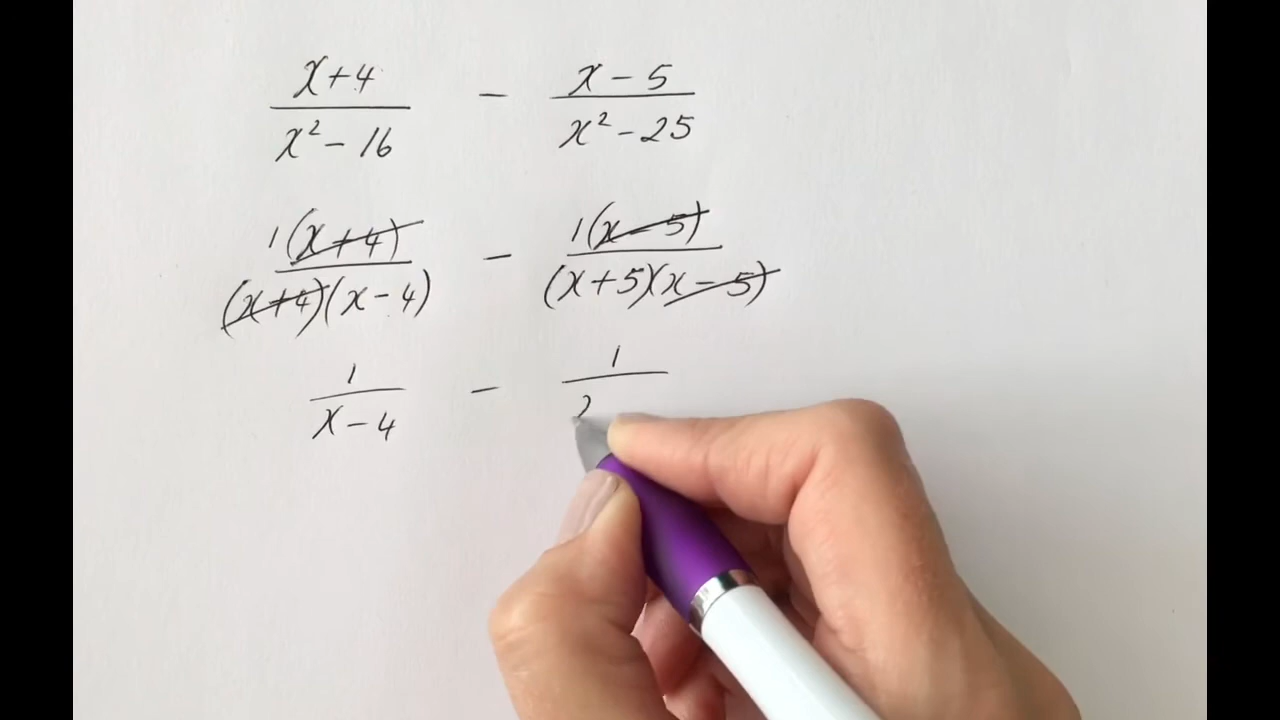 x+4 / x² - 16 - x - 5 / x² - 25
1(x+4) / (x+4)(x-4) - 1(x-5) / (x+5)(x-5)
1 / x-4 - 1 /